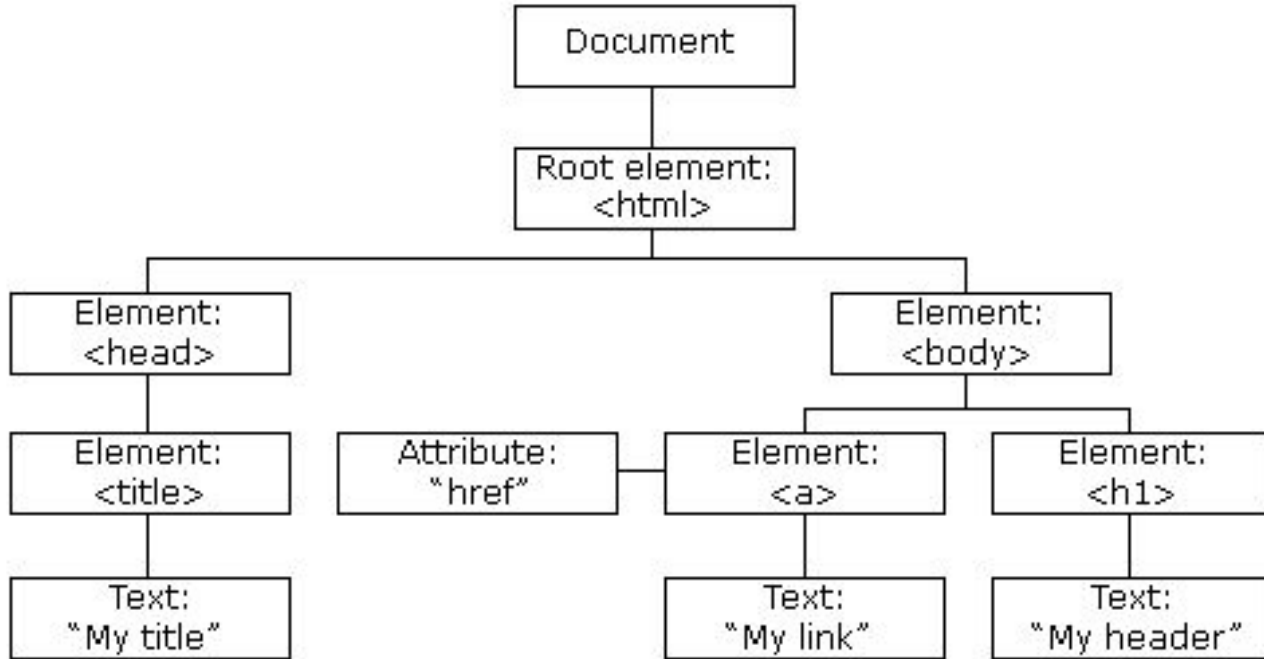 Document
Root element:
<html>
Element:
<head>
Element:
<body>
Element:
<title>
Attribute:
“href”
Element:
<a>
Element:
<h1>
Text:
“My title”
Text:
“My link”
Text:
“My header”